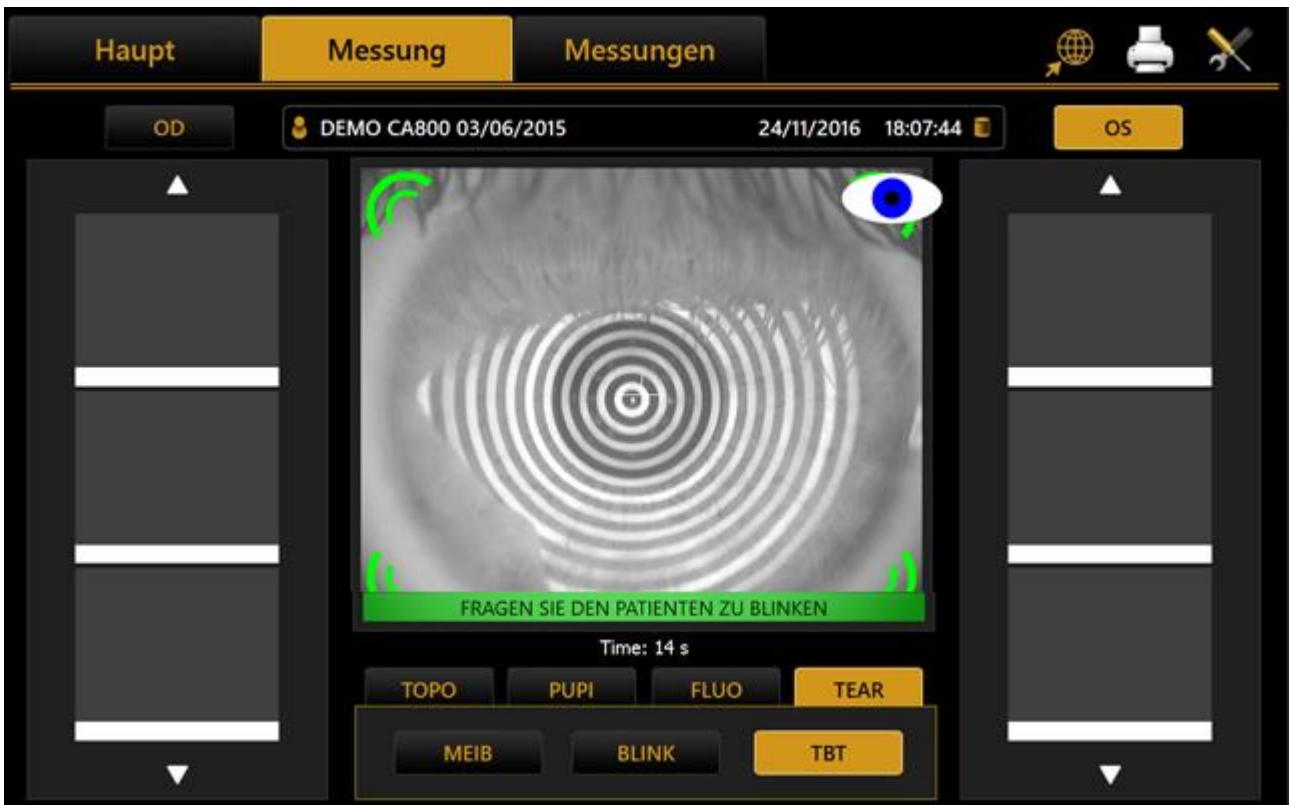 Haupt
Messung
Messungen
OD
DEMO CA800 03/06/2015
24/11/2016 18:07:44
OS
FRAGEN SIE DEN PATIENTEN ZU BLINKEN
Time: 14 s
TOPO
PUPI
FLUO
TEAR
MEIB
BLINK
TBT